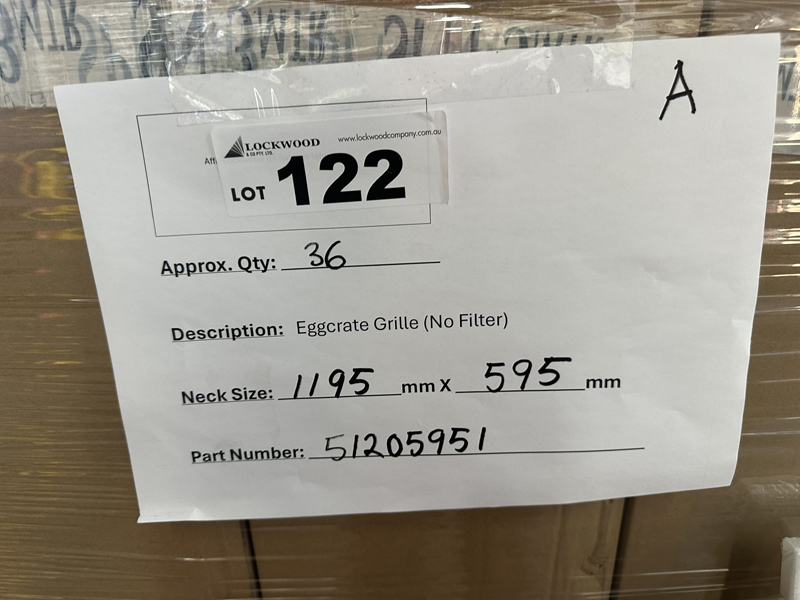 A
LOCKWOOD
& CO PTY. LTD.
www.lockwoodcompany.com.au
Aff
LOT 122
Approx. Qty: 36
Description: Eggcrate Grille (No Filter)
Neck Size: 1195 mm X 595 mm
Part Number: 51205951